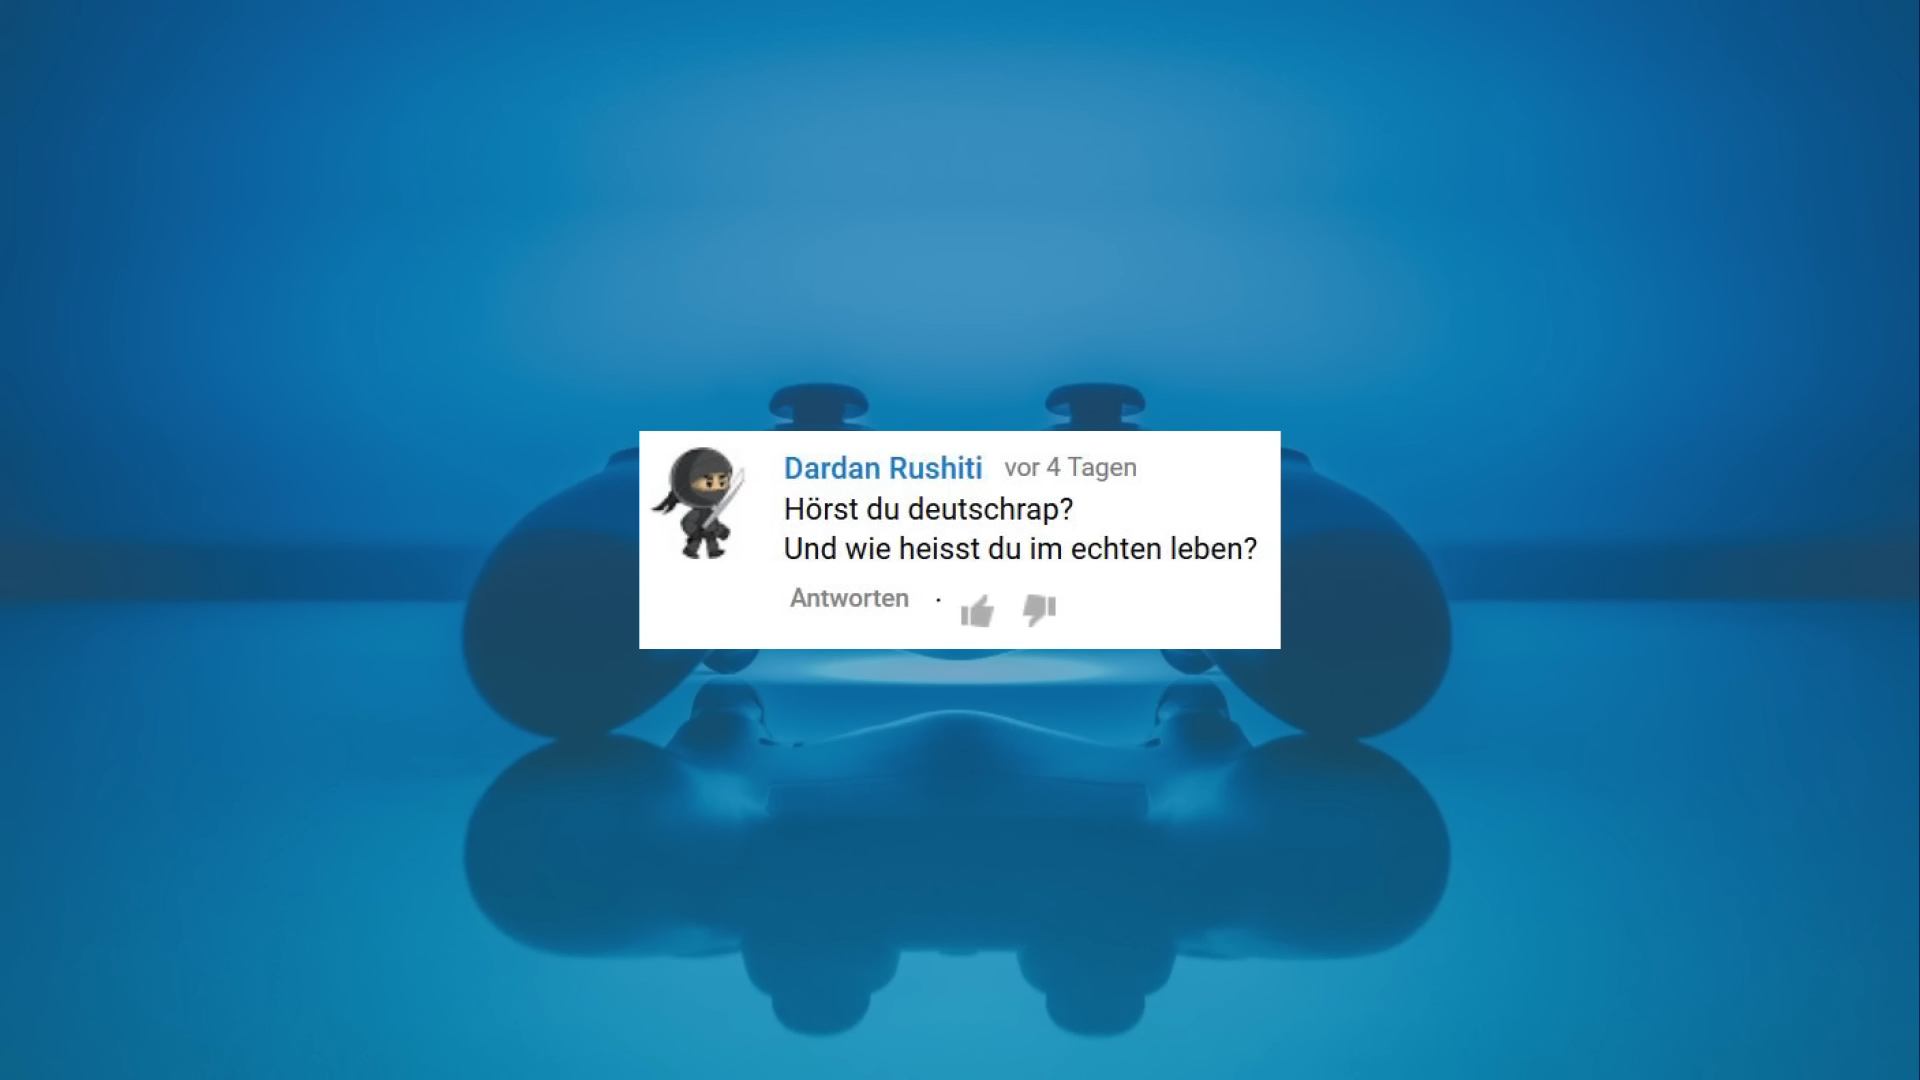 Dardan Rushiti vor 4 Tagen
Hörst du deutschrap?
Und wie heisst du im echten leben?
Antworten ·